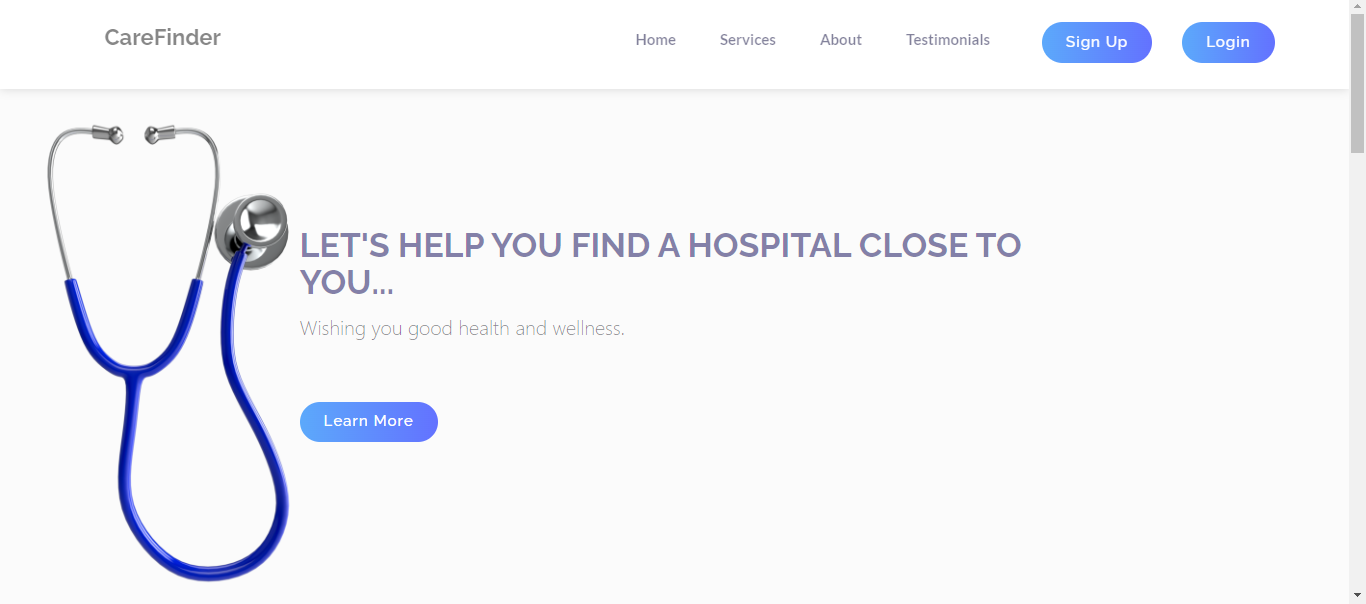 CareFinder
Home Services About Testimonials Sign Up Login
LET'S HELP YOU FIND A HOSPITAL CLOSE TO
YOU...
Wishing you good health and wellness.
Learn More